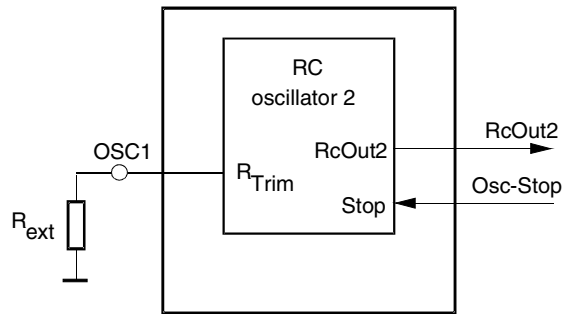 RC
oscillator 2
RcOut2
RcOut2
OSC1
RTrim
Osc-Stop
Stop
Rext